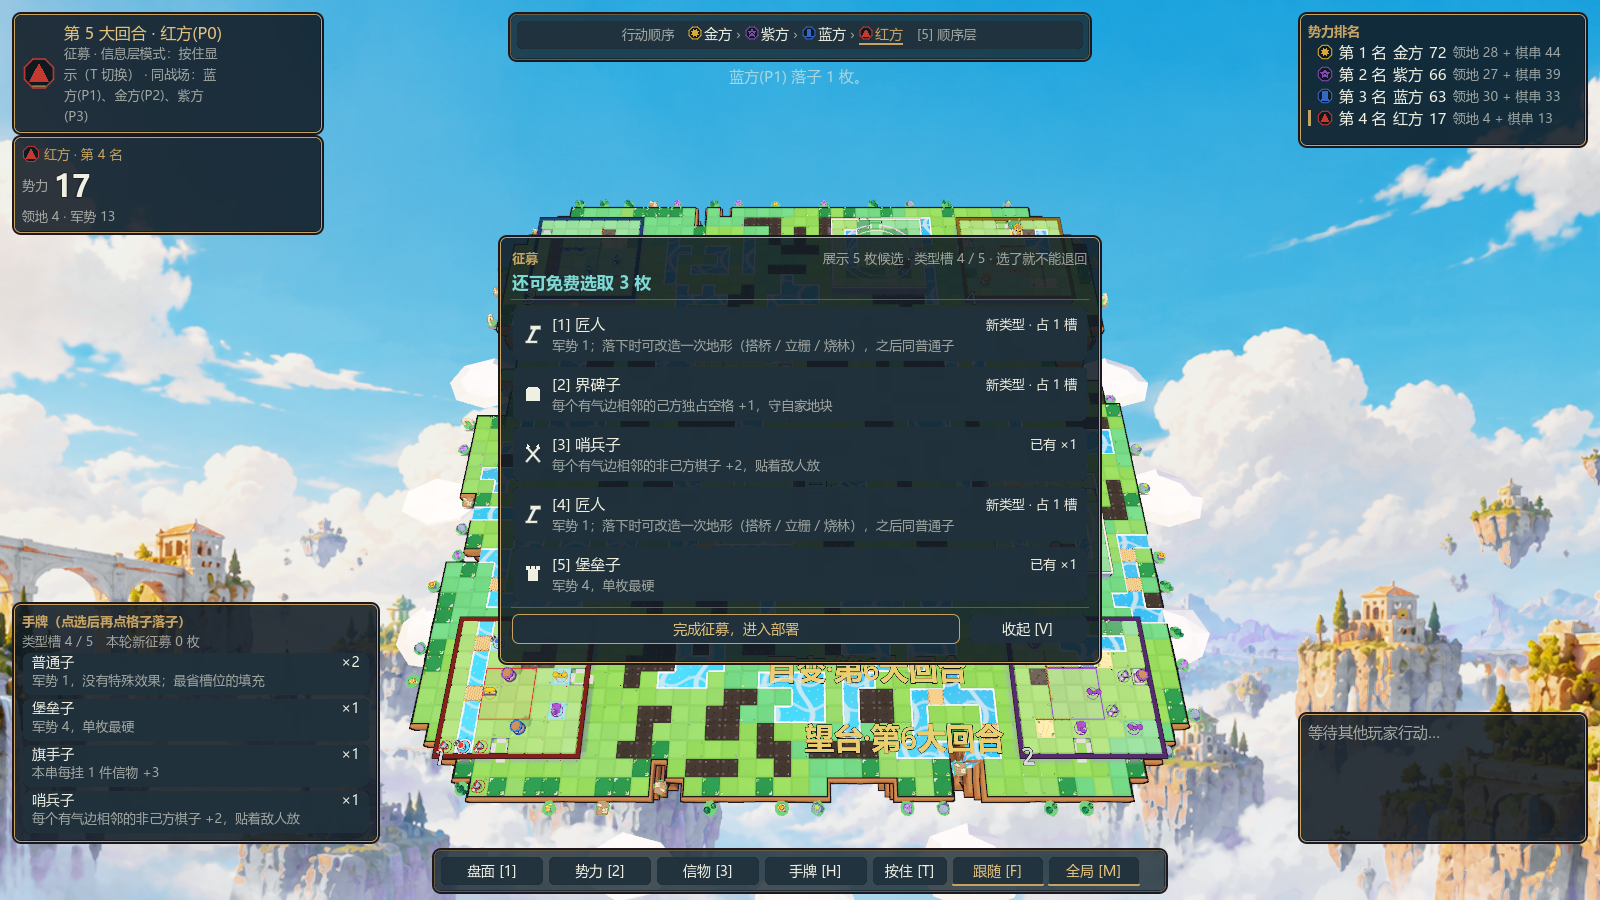 第 5 大回合 · 红方(P0)
征募 · 信息层模式：按住显
示（T 切换） · 同战场：蓝
方(P1)、金方(P2)、紫方
(P3)
红方 · 第 4 名
势力 17
领地 4 · 军势 13
行动顺序 金方 › 紫方 › 蓝方 › 红方 [5] 顺序层
蓝方(P1) 落子 1 枚。
势力排名
第 1 名 金方 72 领地 28 + 棋串 44
第 2 名 紫方 66 领地 27 + 棋串 39
第 3 名 蓝方 63 领地 30 + 棋串 33
第 4 名 红方 17 领地 4 + 棋串 13
征募
展示 5 枚候选 · 类型槽 4 / 5 · 选了就不能退回
还可免费选取 3 枚
[1] 匠人
新类型 · 占 1 槽
军势 1；落下时可改造一次地形（搭桥 / 立栅 / 烧林），之后同普通子
[2] 界碑子
新类型 · 占 1 槽
每个有气边相邻的己方独占空格 +1，守自家地块
[3] 哨兵子
已有 ×1
每个有气边相邻的非己方棋子 +2，贴着敌人放
[4] 匠人
新类型 · 占 1 槽
军势 1；落下时可改造一次地形（搭桥 / 立栅 / 烧林），之后同普通子
[5] 堡垒子
已有 ×1
军势 4，单枚最硬
完成征募，进入部署
收起 [V]
第6大回合
望台·第6大回合
2
手牌（点选后再点格子落子）
类型槽 4 / 5 本轮新征募 0 枚
普通子 ×2
军势 1，没有特殊效果；最省槽位的填充
堡垒子 ×1
军势 4，单枚最硬
旗手子 ×1
本串每挂 1 件信物 +3
哨兵子 ×1
每个有气边相邻的非己方棋子 +2，贴着敌人放
等待其他玩家行动...
盘面 [1]
势力 [2]
信物 [3]
手牌 [H]
按住 [T]
跟随 [F]
全局 [M]